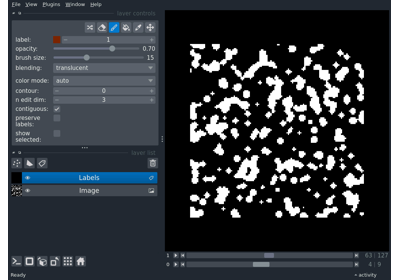 File View Plugins Window Help
layer controls
label: 1
opacity: 0.70
brush size: 15
blending: translucent
color mode: auto
contour: 0
n edit dim: 3
contiguous:
preserve
labels:
show
selected:
layer list
Labels
Image
1 63 127
0 4 9
Ready activity